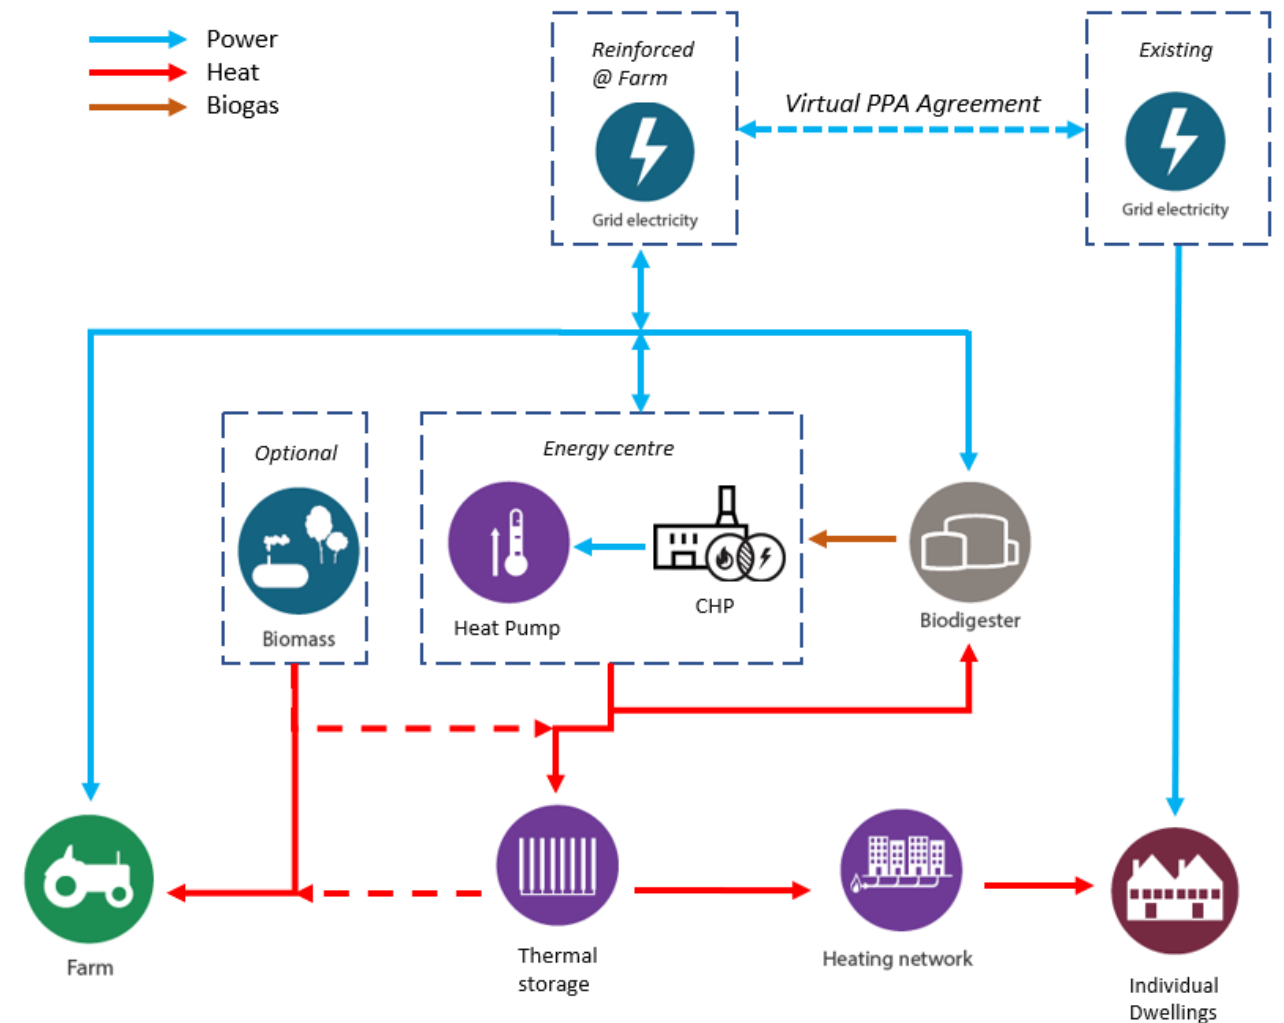 Power
Heat
Biogas
Reinforced
@ Farm
Grid electricity
Virtual PPA Agreement
Existing
Grid electricity
Optional
Biomass
Energy centre
Heat Pump
CHP
Biodigester
Farm
Thermal
storage
Heating network
Individual
Dwellings